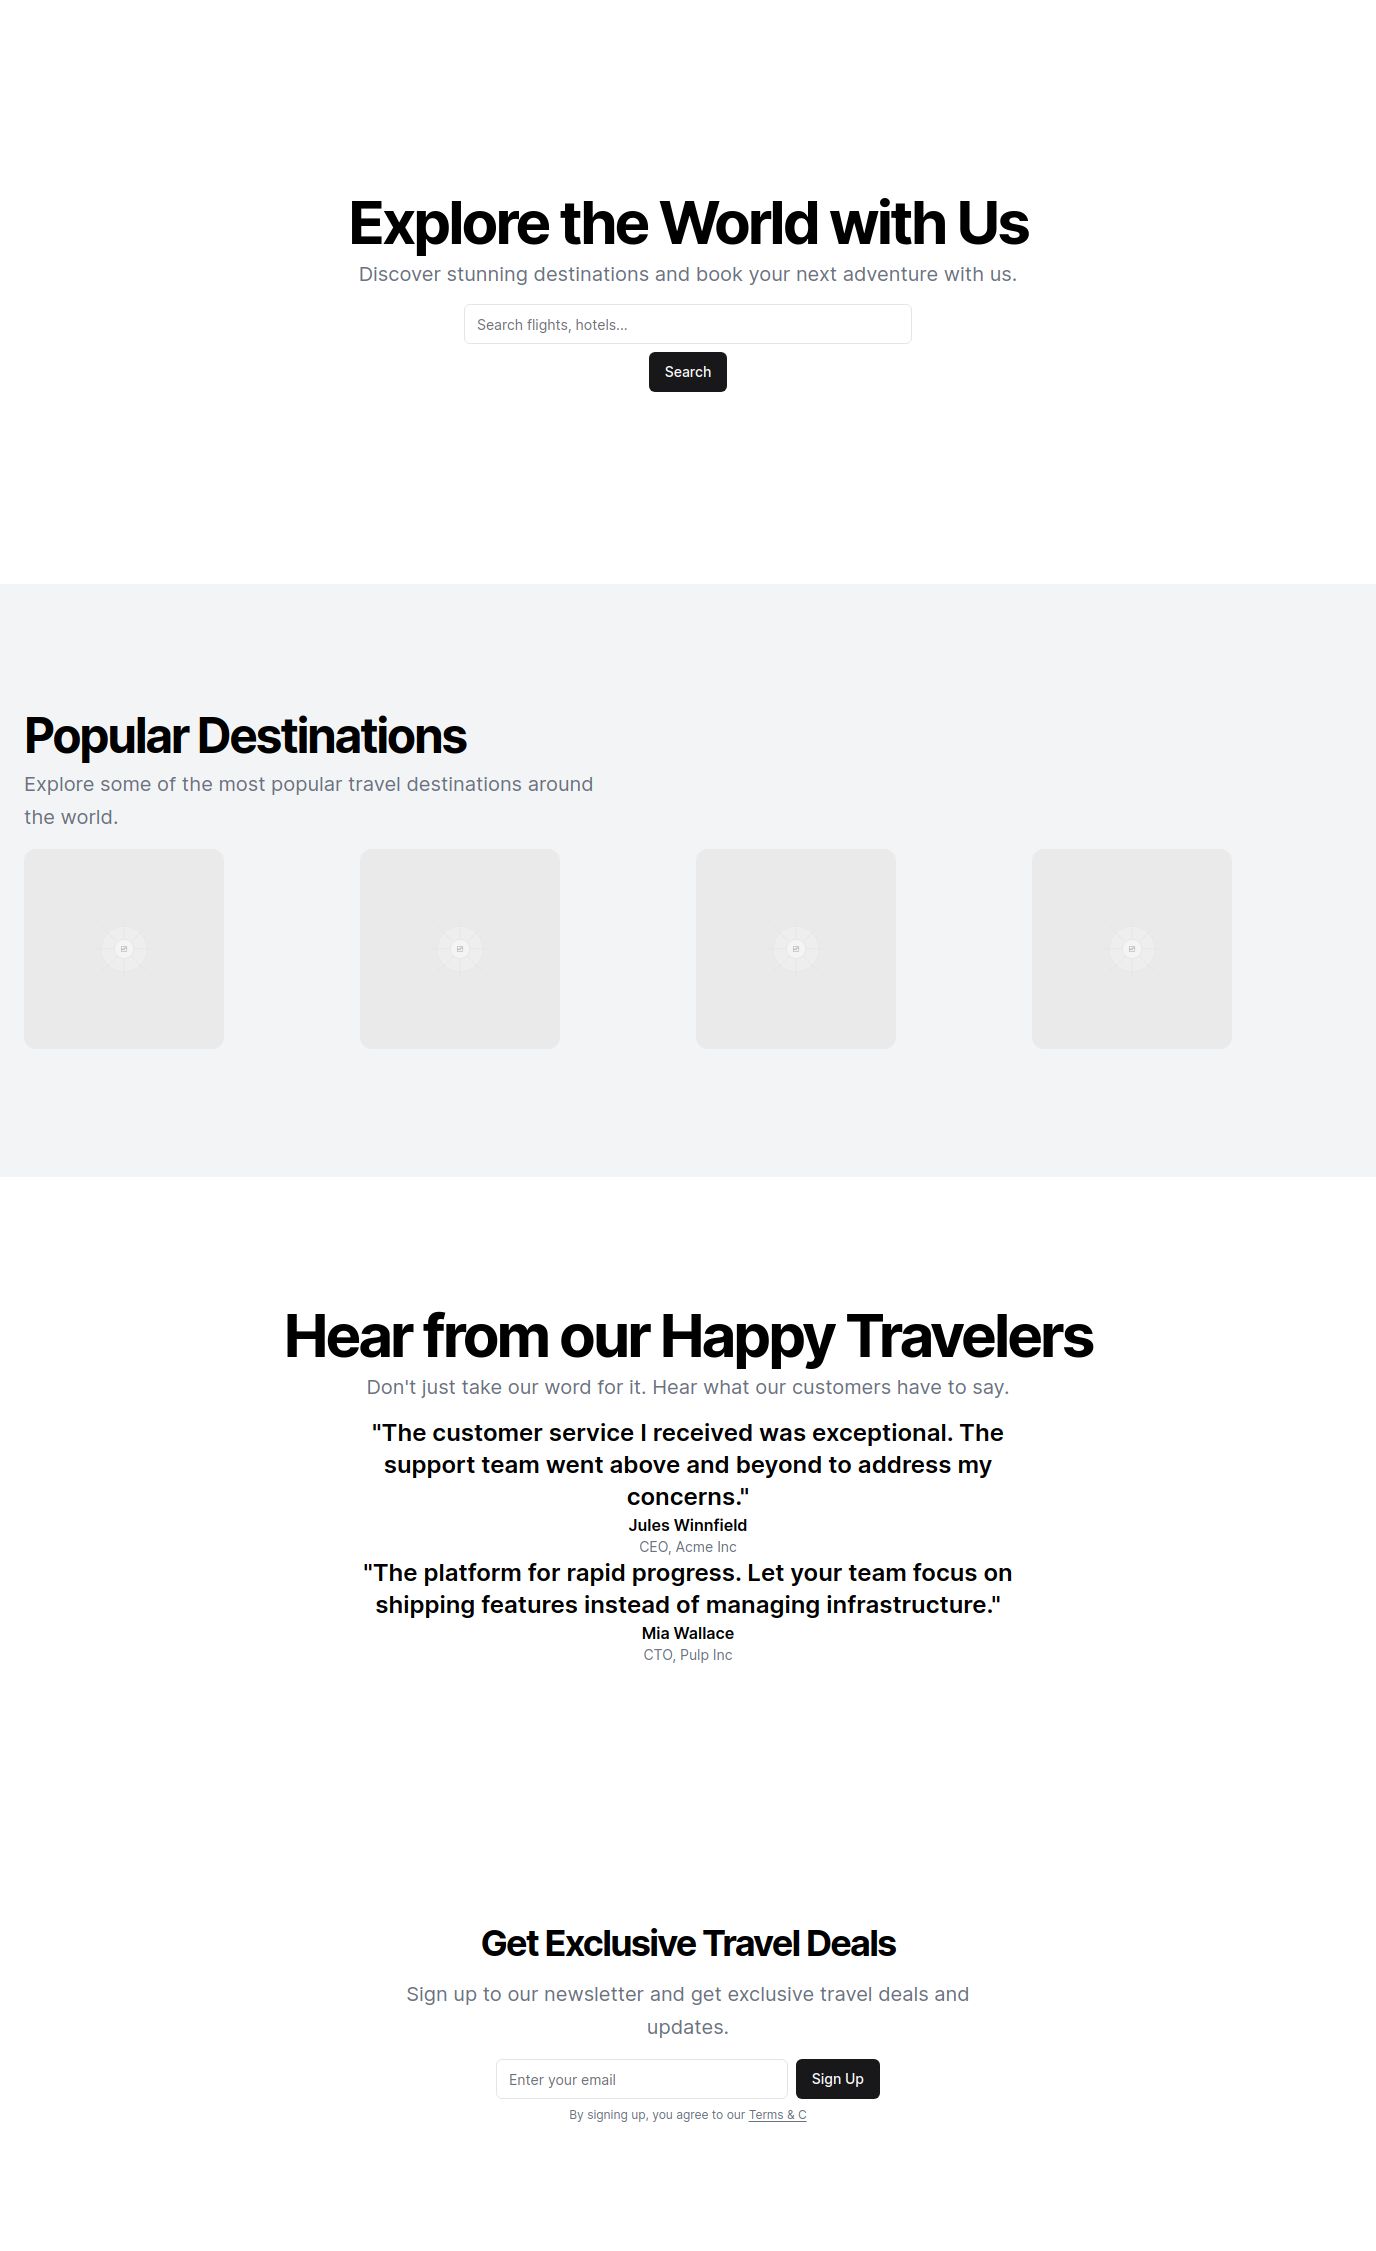 Explore the World with Us
Discover stunning destinations and book your next adventure with us.
Search flights, hotels...
Search
Popular Destinations
Explore some of the most popular travel destinations around
the world.
Hear from our Happy Travelers
Don't just take our word for it. Hear what our customers have to say.
"The customer service I received was exceptional. The
support team went above and beyond to address my
concerns."
Jules Winnfield
CEO, Acme Inc
"The platform for rapid progress. Let your team focus on
shipping features instead of managing infrastructure."
Mia Wallace
CTO, Pulp Inc
Get Exclusive Travel Deals
Sign up to our newsletter and get exclusive travel deals and
updates.
Enter your email
Sign Up
By signing up, you agree to our Terms & C